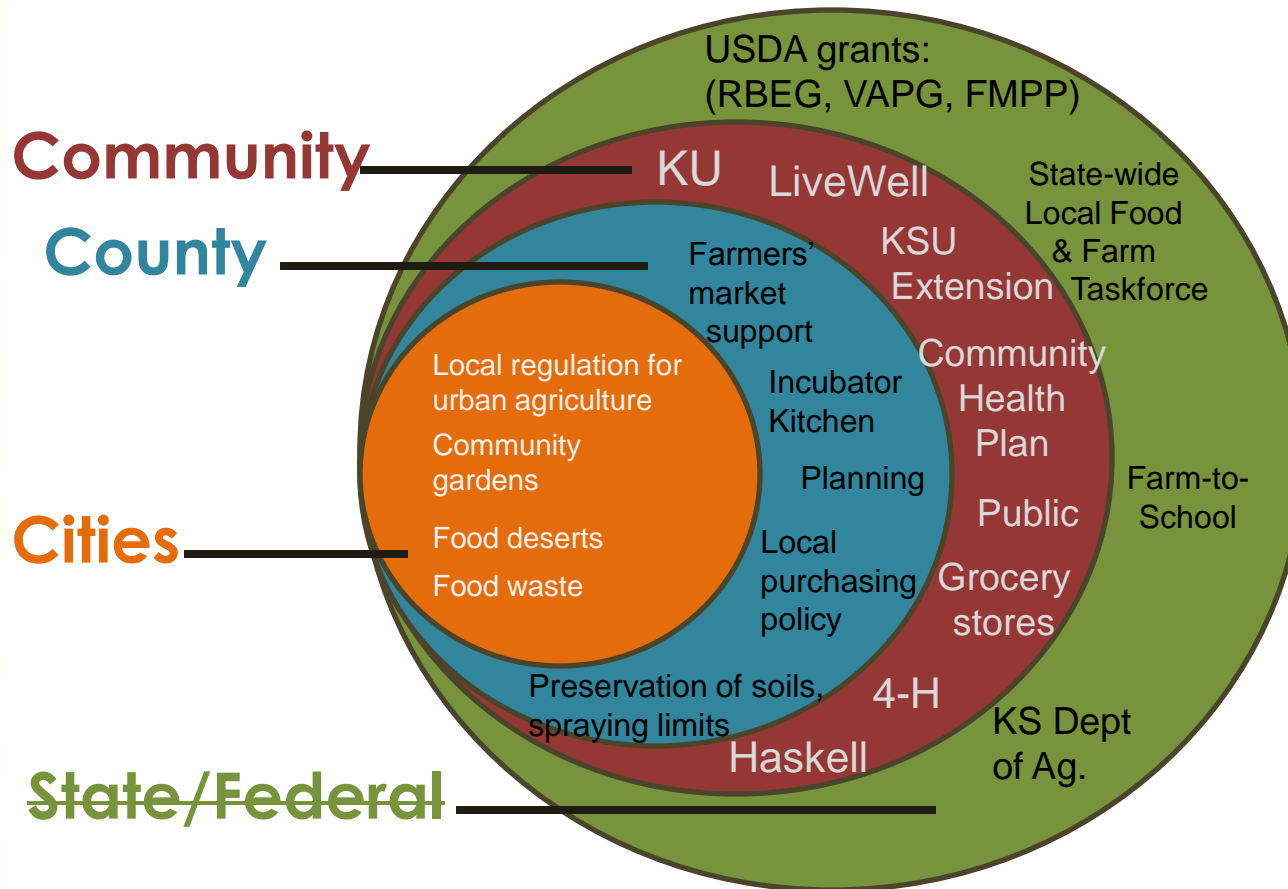 USDA grants:
(RBEG, VAPG, FMPP)
Community
KU
LiveWell
State-wide
Local Food
& Farm
Taskforce
County
KSU
Extension
Farmers’
market
support
Community
Health
Plan
Local regulation for
urban agriculture
Community
gardens
Incubator
Kitchen
Planning
Public
Farm-to-
School
Cities
Food deserts
Food waste
Local
purchasing
policy
Grocery
stores
Preservation of soils,
spraying limits
4-H
Haskell
KS Dept
of Ag.
State/Federal